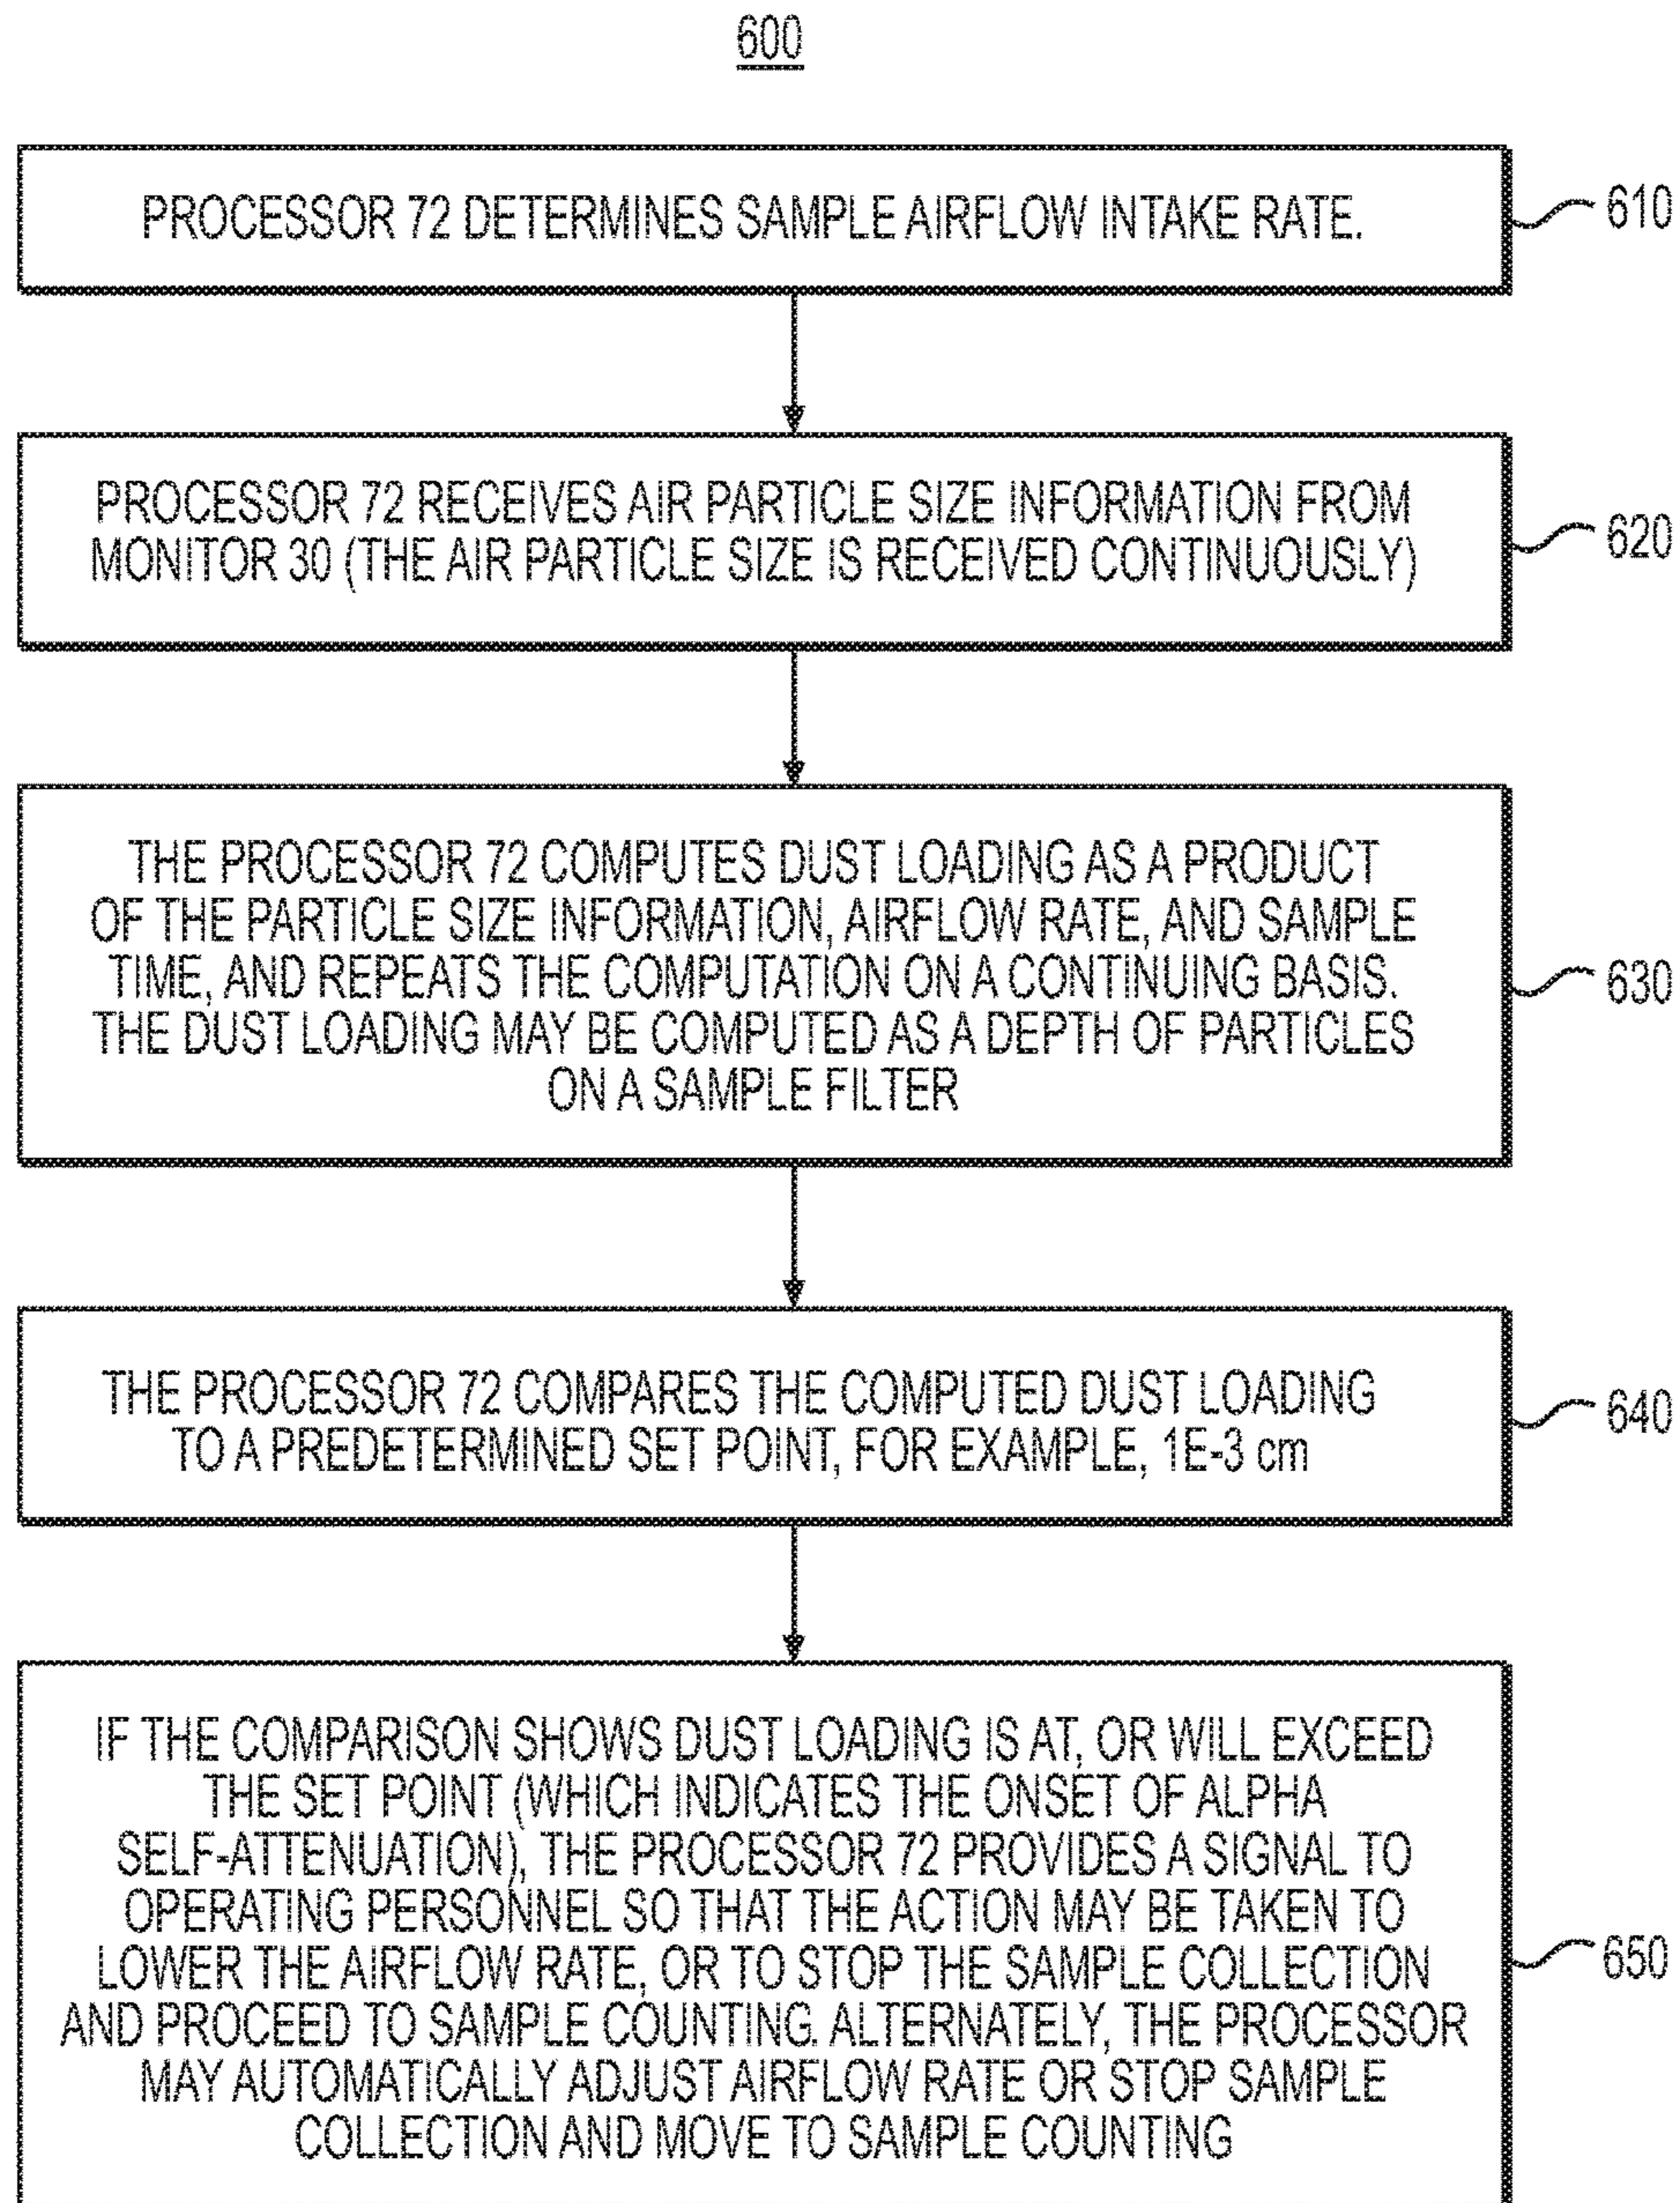 600
PROCESSOR 72 DETERMINES SAMPLE AIRFLOW INTAKE RATE.
610
PROCESSOR 72 RECEIVES AIR PARTICLE SIZE INFORMATION FROM
MONITOR 30 (THE AIR PARTICLE SIZE IS RECEIVED CONTINUOUSLY)
620
THE PROCESSOR 72 COMPUTES DUST LOADING AS A PRODUCT
OF THE PARTICLE SIZE INFORMATION, AIRFLOW RATE, AND SAMPLE
TIME, AND REPEATS THE COMPUTATION ON A CONTINUING BASIS.
THE DUST LOADING MAY BE COMPUTED AS A DEPTH OF PARTICLES
ON A SAMPLE FILTER
630
THE PROCESSOR 72 COMPARES THE COMPUTED DUST LOADING
TO A PREDETERMINED SET POINT, FOR EXAMPLE, 1E-3 cm
640
IF THE COMPARISON SHOWS DUST LOADING IS AT, OR WILL EXCEED
THE SET POINT (WHICH INDICATES THE ONSET OF ALPHA
SELF-ATTENUATION), THE PROCESSOR 72 PROVIDES A SIGNAL TO
OPERATING PERSONNEL SO THAT THE ACTION MAY BE TAKEN TO
LOWER THE AIRFLOW RATE, OR TO STOP THE SAMPLE COLLECTION
AND PROCEED TO SAMPLE COUNTING. ALTERNATELY, THE PROCESSOR
MAY AUTOMATICALLY ADJUST AIRFLOW RATE OR STOP SAMPLE
COLLECTION AND MOVE TO SAMPLE COUNTING
650